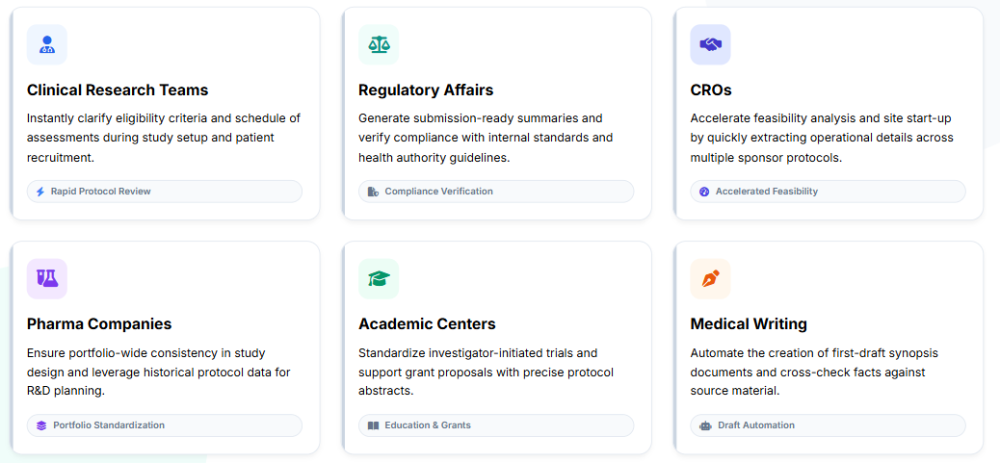 Clinical Research Teams
Instantly clarify eligibility criteria and schedule of
assessments during study setup and patient
recruitment.
Rapid Protocol Review
Regulatory Affairs
Generate submission-ready summaries and
verify compliance with internal standards and
health authority guidelines.
Compliance Verification
CROs
Accelerate feasibility analysis and site start-up
by quickly extracting operational details across
multiple sponsor protocols.
Accelerated Feasibility
Pharma Companies
Ensure portfolio-wide consistency in study
design and leverage historical protocol data for
R&D planning.
Portfolio Standardization
Academic Centers
Standardize investigator-initiated trials and
support grant proposals with precise protocol
abstracts.
Education & Grants
Medical Writing
Automate the creation of first-draft synopsis
documents and cross-check facts against
source material.
Draft Automation